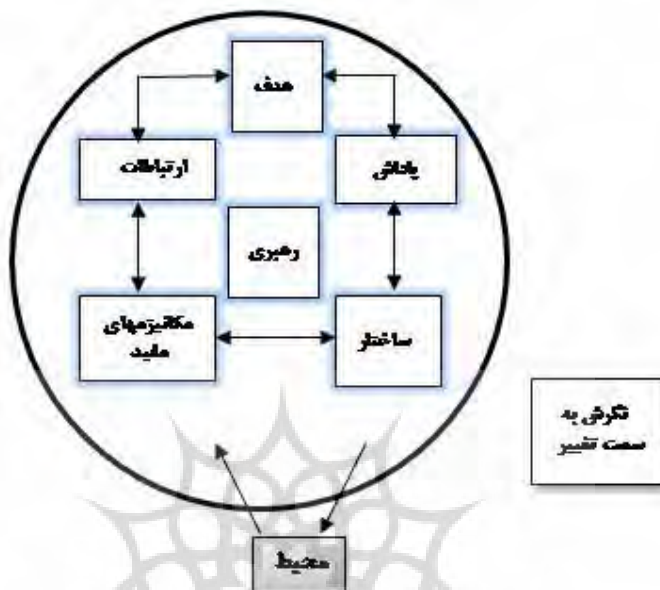 هدف
ارتباطات
پاداش
رهبری
مکانیزمهای
مفید
ساختار
نگرش به
سمت تغییر
محیط